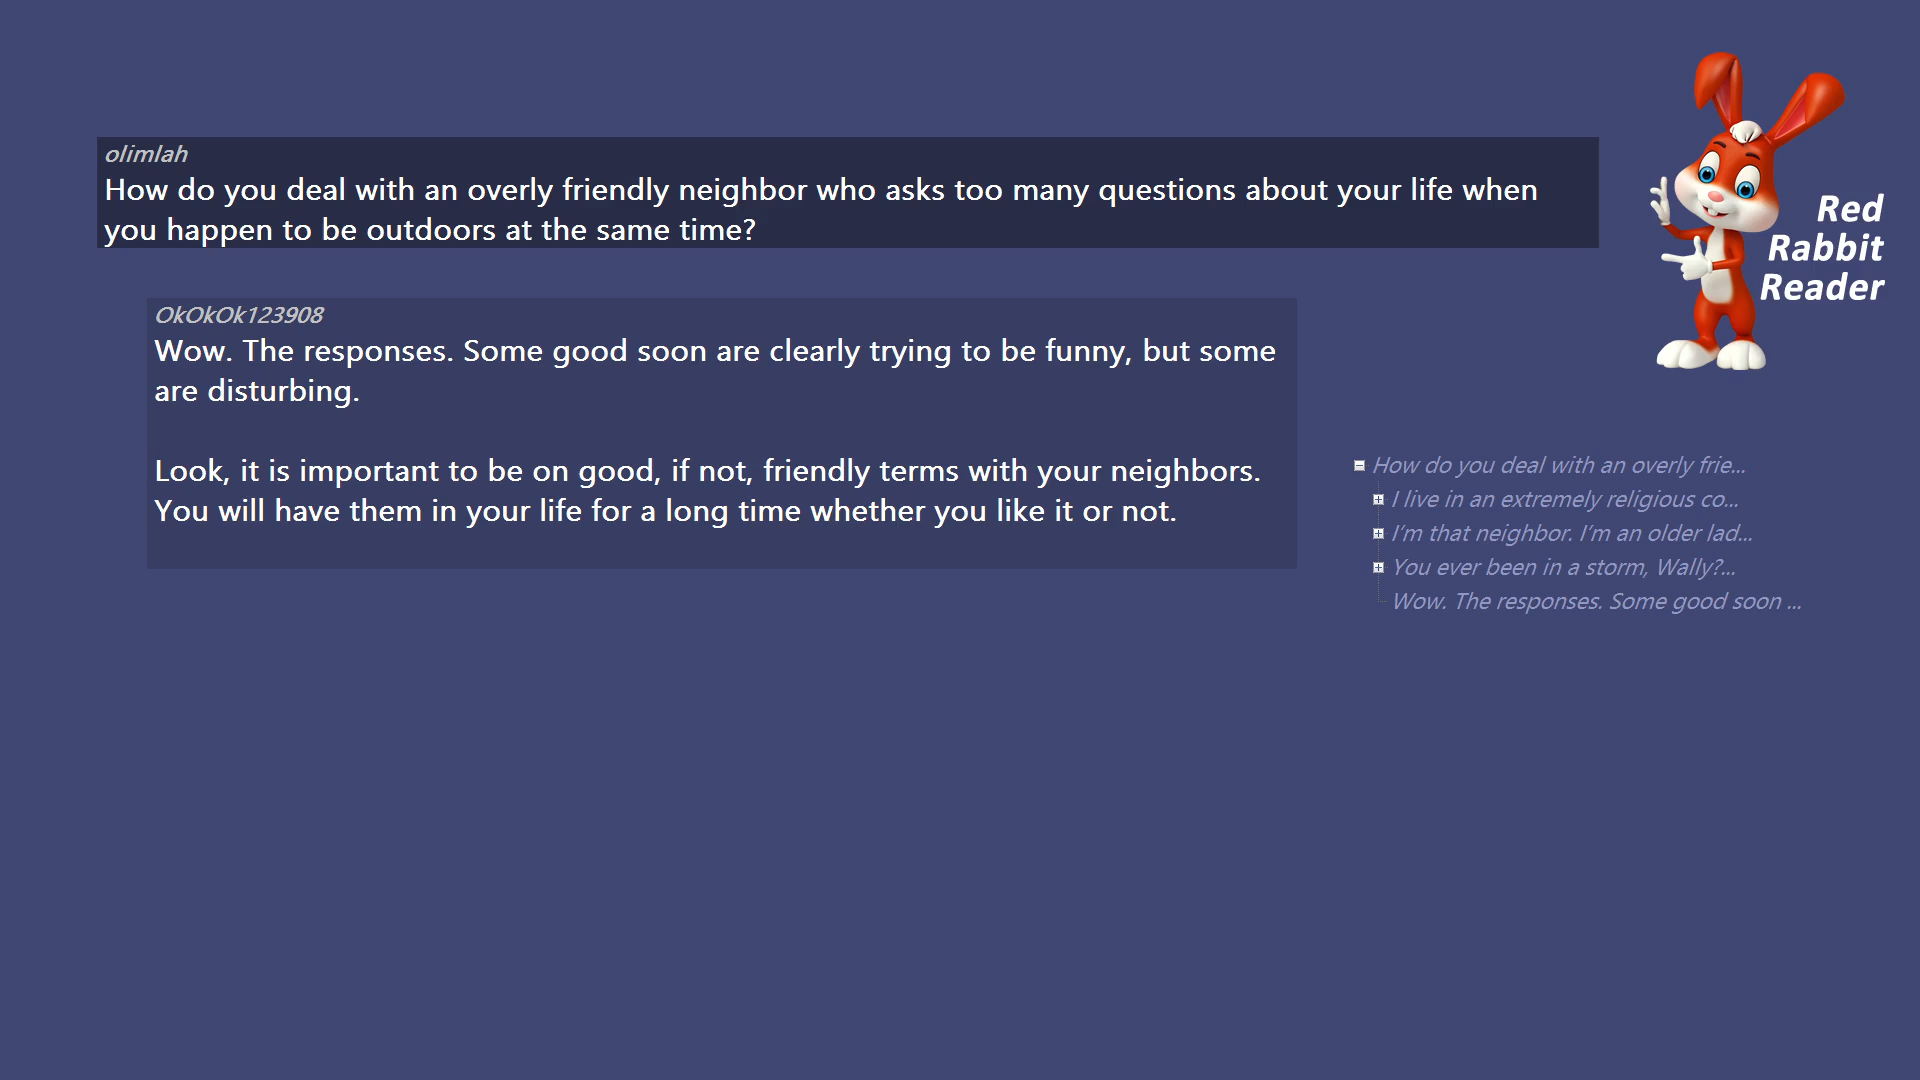 olimlah
How do you deal with an overly friendly neighbor who asks too many questions about your life when
you happen to be outdoors at the same time?
OkOkOk123908
Wow. The responses. Some good soon are clearly trying to be funny, but some
are disturbing.
Look, it is important to be on good, if not, friendly terms with your neighbors.
You will have them in your life for a long time whether you like it or not.
Red
Rabbit
Reader
How do you deal with an overly frie...
I live in an extremely religious co...
I’m that neighbor. I’m an older lad...
You ever been in a storm, Wally?...
Wow. The responses. Some good soon ...